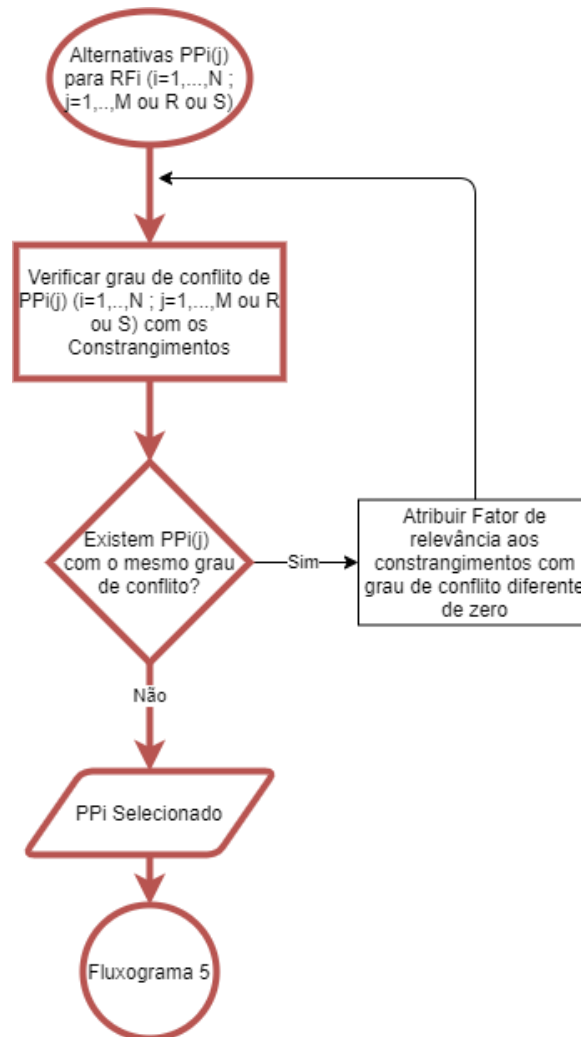 Alternativas PPi(j)
para RFi (i=1,...,N ;
j=1,..,M ou R ou S)
Verificar grau de conflito de
PPi(j) (i=1,..,N ; j=1,...,M ou R
ou S) com os
Constrangimentos
Existem PPi(j)
com o mesmo grau
de conflito?
Sim
Atribuir Fator de
relevância aos
constrangimentos com
grau de conflito diferente
de zero
Não
PPi Selecionado
Fluxograma 5